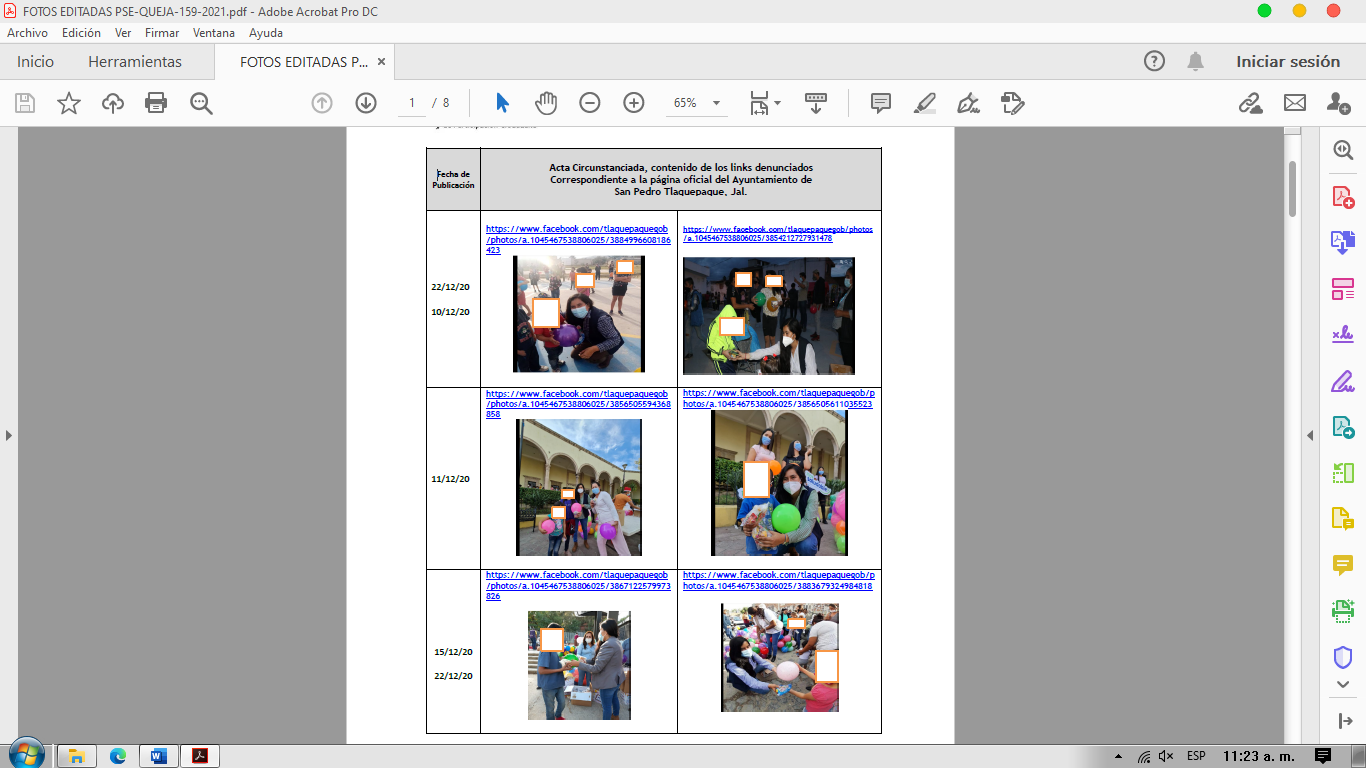 FOTOS EDITADAS PSE-QUEJA-159-2021.pdf - Adobe Acrobat Pro DC
Archivo Edición Ver Firmar Ventana Ayuda
Inicio Herramientas FOTOS EDITADAS P... × Iniciar sesión
1 / 8 65%
Fecha de
Publicación
Acta Circunstanciada, contenido de los links denunciados
Correspondiente a la página oficial del Ayuntamiento de
San Pedro Tlaquepaque, Jal.
22/12/20
10/12/20
https://www.facebook.com/tlaquepaquegob
/photos/a.1045467538806025/3884996608186
423
https://www.facebook.com/tlaquepaquegob/photos
/a.1045467538806025/3854212727931478
11/12/20
https://www.facebook.com/tlaquepaquegob
/photos/a.1045467538806025/3856505594368
858
https://www.facebook.com/tlaquepaquegob/p
hotos/a.1045467538806025/3856505611035523
15/12/20
22/12/20
https://www.facebook.com/tlaquepaquegob
/photos/a.1045467538806025/3867122579973
826
https://www.facebook.com/tlaquepaquegob/p
hotos/a.1045467538806025/3883679324984818
ESP 11:23 a. m.